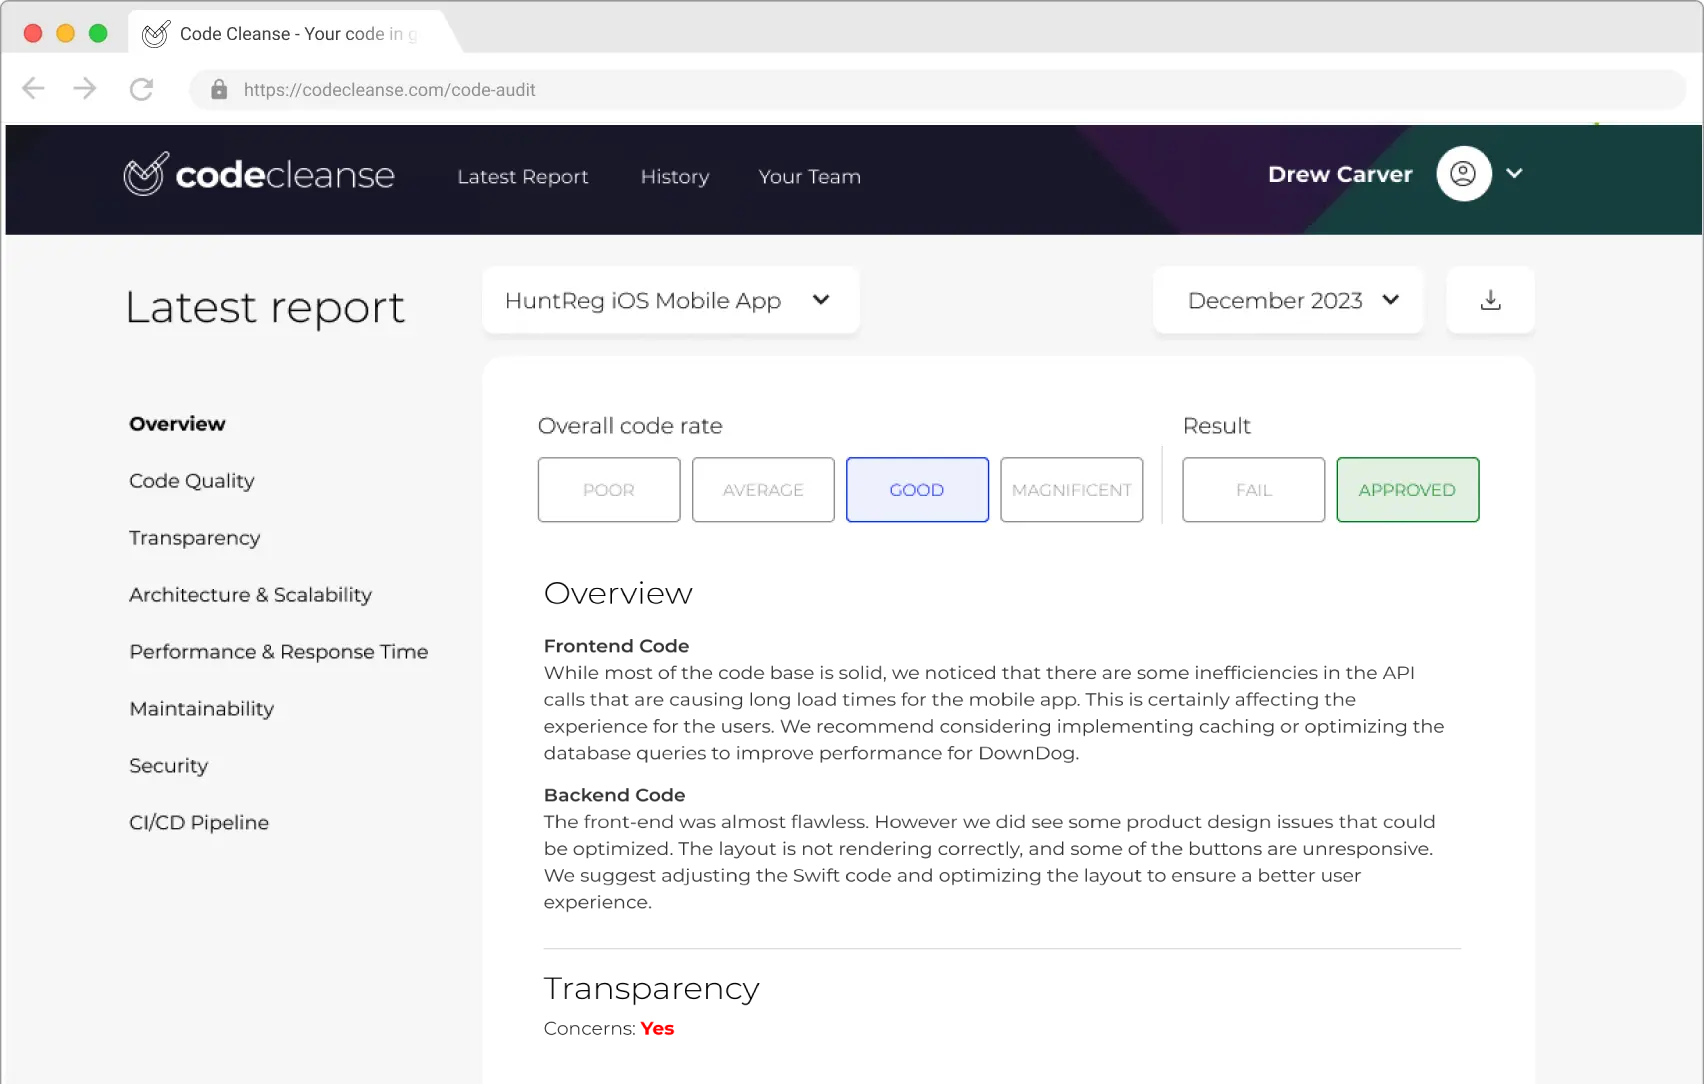 Code Cleanse - Your code in g
https://codecleanse.com/code-audit
codecleanse
Latest Report
History
Your Team
Drew Carver
Latest report
HuntReg iOS Mobile App
December 2023
Overview
Code Quality
Transparency
Architecture & Scalability
Performance & Response Time
Maintainability
Security
CI/CD Pipeline
Overall code rate
Result
POOR
AVERAGE
GOOD
MAGNIFICENT
FAIL
APPROVED
Overview
Frontend Code
While most of the code base is solid, we noticed that there are some inefficiencies in the API
calls that are causing long load times for the mobile app. This is certainly affecting the
experience for the users. We recommend considering implementing caching or optimizing the
database queries to improve performance for DownDog.
Backend Code
The front-end was almost flawless. However we did see some product design issues that could
be optimized. The layout is not rendering correctly, and some of the buttons are unresponsive.
We suggest adjusting the Swift code and optimizing the layout to ensure a better user
experience.
Transparency
Concerns: Yes